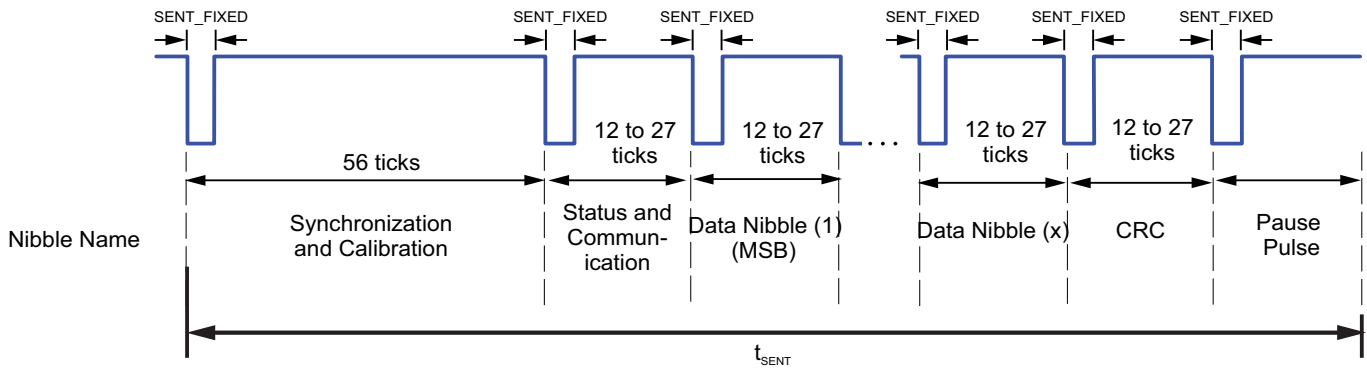 SENT_FIXED SENT_FIXED SENT_FIXED SENT_FIXED SENT_FIXED SENT_FIXED
12 to 27
ticks
12 to 27
ticks
. . .
12 to 27
ticks
12 to 27
ticks
56 ticks
Nibble Name
Synchronization
and Calibration
Status and
Commun-
ication
Data Nibble (1)
(MSB)
Data Nibble (x)
CRC
Pause
Pulse
tSENT